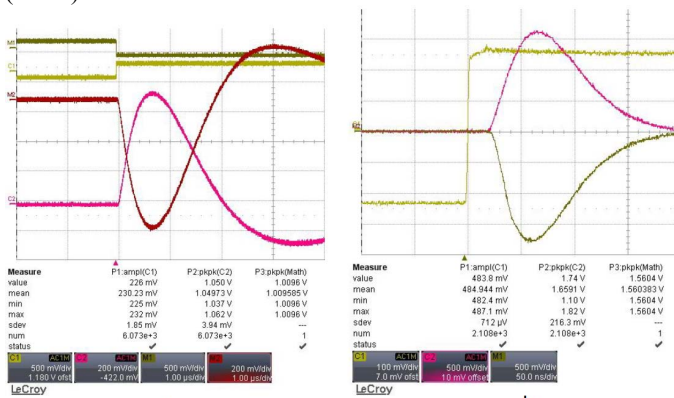 M1
C1
M2
C2
Measure P1:ampl(C1) P2:pkpk(C2) P3:pkpk(Math)
value 226 mV 1.050 V 1.0096 V
mean 230.23 mV 1.04973 V 1.009585 V
min 225 mV 1.037 V 1.0096 V
max 232 mV 1.062 V 1.0096 V
sdev 1.85 mV 3.94 mV ---
num 6.073e+3 6.073e+3 1
status
C1 AC1M C2 AC1M M1
500 mV/div 200 mV/div 500 mV/div 200 mV/div
1.180 V ofst -422.0 mV 1.00 µs/div 1.00 µs/div
LeCroy
Measure P1:ampl(C1) P2:pkpk(C2) P3:pkpk(Math)
value 483.8 mV 1.74 V 1.5604 V
mean 484.944 mV 1.6591 V 1.560383 V
min 482.4 mV 1.10 V 1.5604 V
max 487.1 mV 1.82 V 1.5604 V
sdev 712 µV 216.3 mV ---
num 2.108e+3 2.108e+3 1
status
C1 AC1M C2 AC1M M1
100 mV/div 500 mV/div 500 mV/div
7.0 mV ofst 10 mV offset 50.0 ns/div
LeCroy